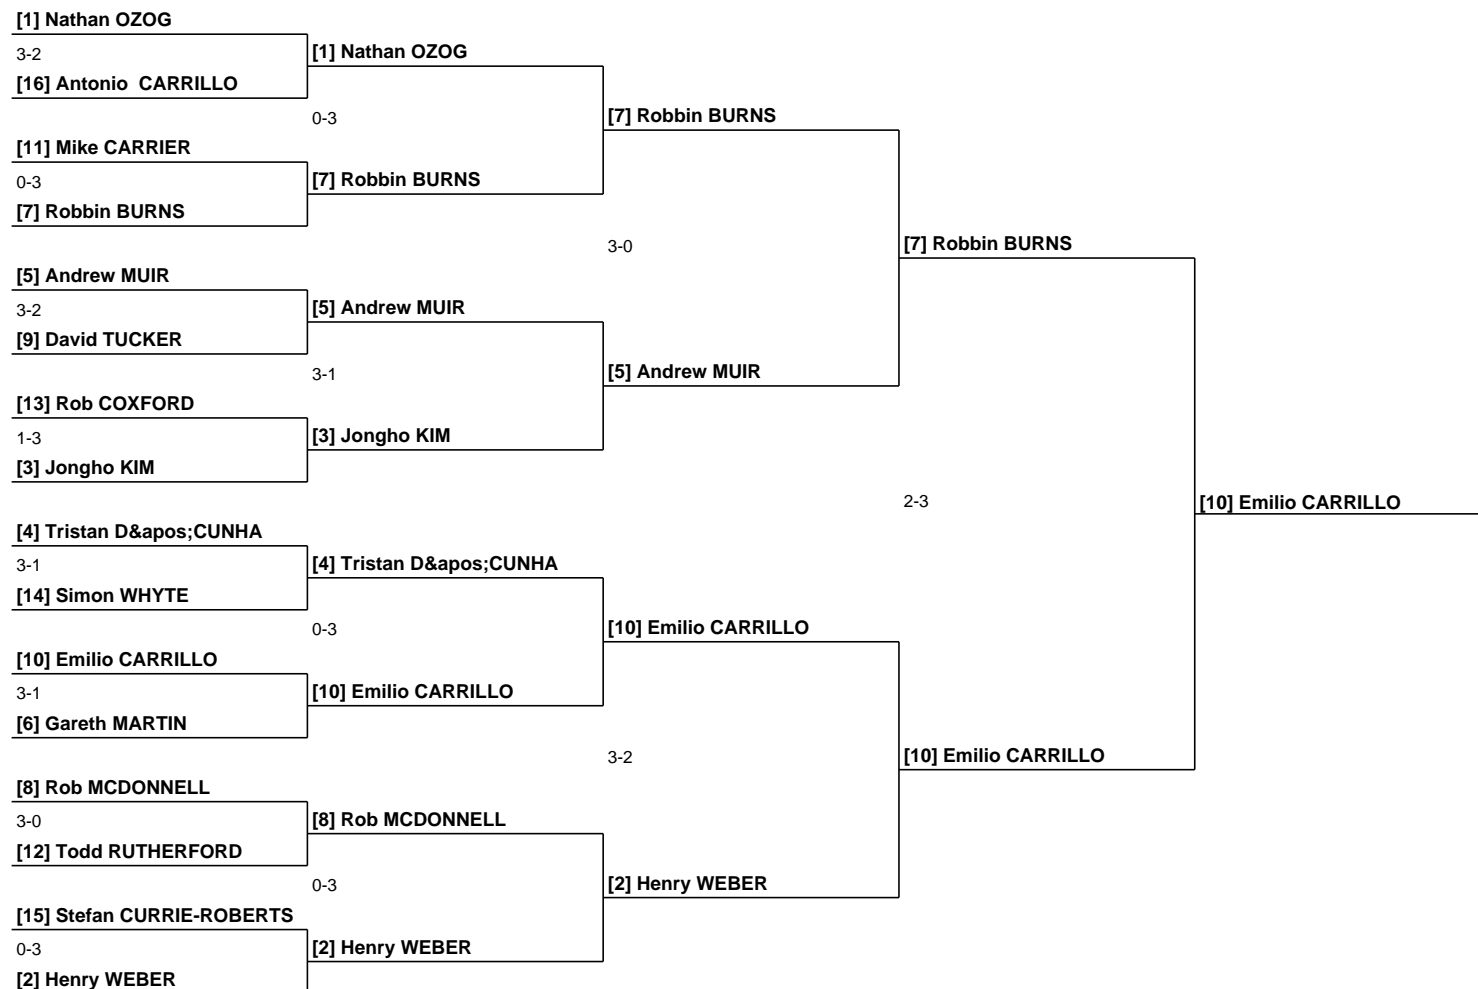 [1] Nathan OZOG
3-2
[1] Nathan OZOG
[16] Antonio  CARRILLO
0-3
[7] Robbin BURNS
[11] Mike CARRIER
0-3
[7] Robbin BURNS
[7] Robbin BURNS
3-0
[7] Robbin BURNS
[5] Andrew MUIR
3-2
[5] Andrew MUIR
[9] David TUCKER
3-1
[5] Andrew MUIR
[13] Rob COXFORD
1-3
[3] Jongho KIM
[3] Jongho KIM
2-3
[10] Emilio CARRILLO
[4] Tristan D&apos;CUNHA
3-1
[4] Tristan D&apos;CUNHA
[14] Simon WHYTE
0-3
[10] Emilio CARRILLO
[10] Emilio CARRILLO
3-1
[10] Emilio CARRILLO
[6] Gareth MARTIN
3-2
[10] Emilio CARRILLO
[8] Rob MCDONNELL
3-0
[8] Rob MCDONNELL
[12] Todd RUTHERFORD
0-3
[2] Henry WEBER
[15] Stefan CURRIE-ROBERTS
0-3
[2] Henry WEBER
[2] Henry WEBER